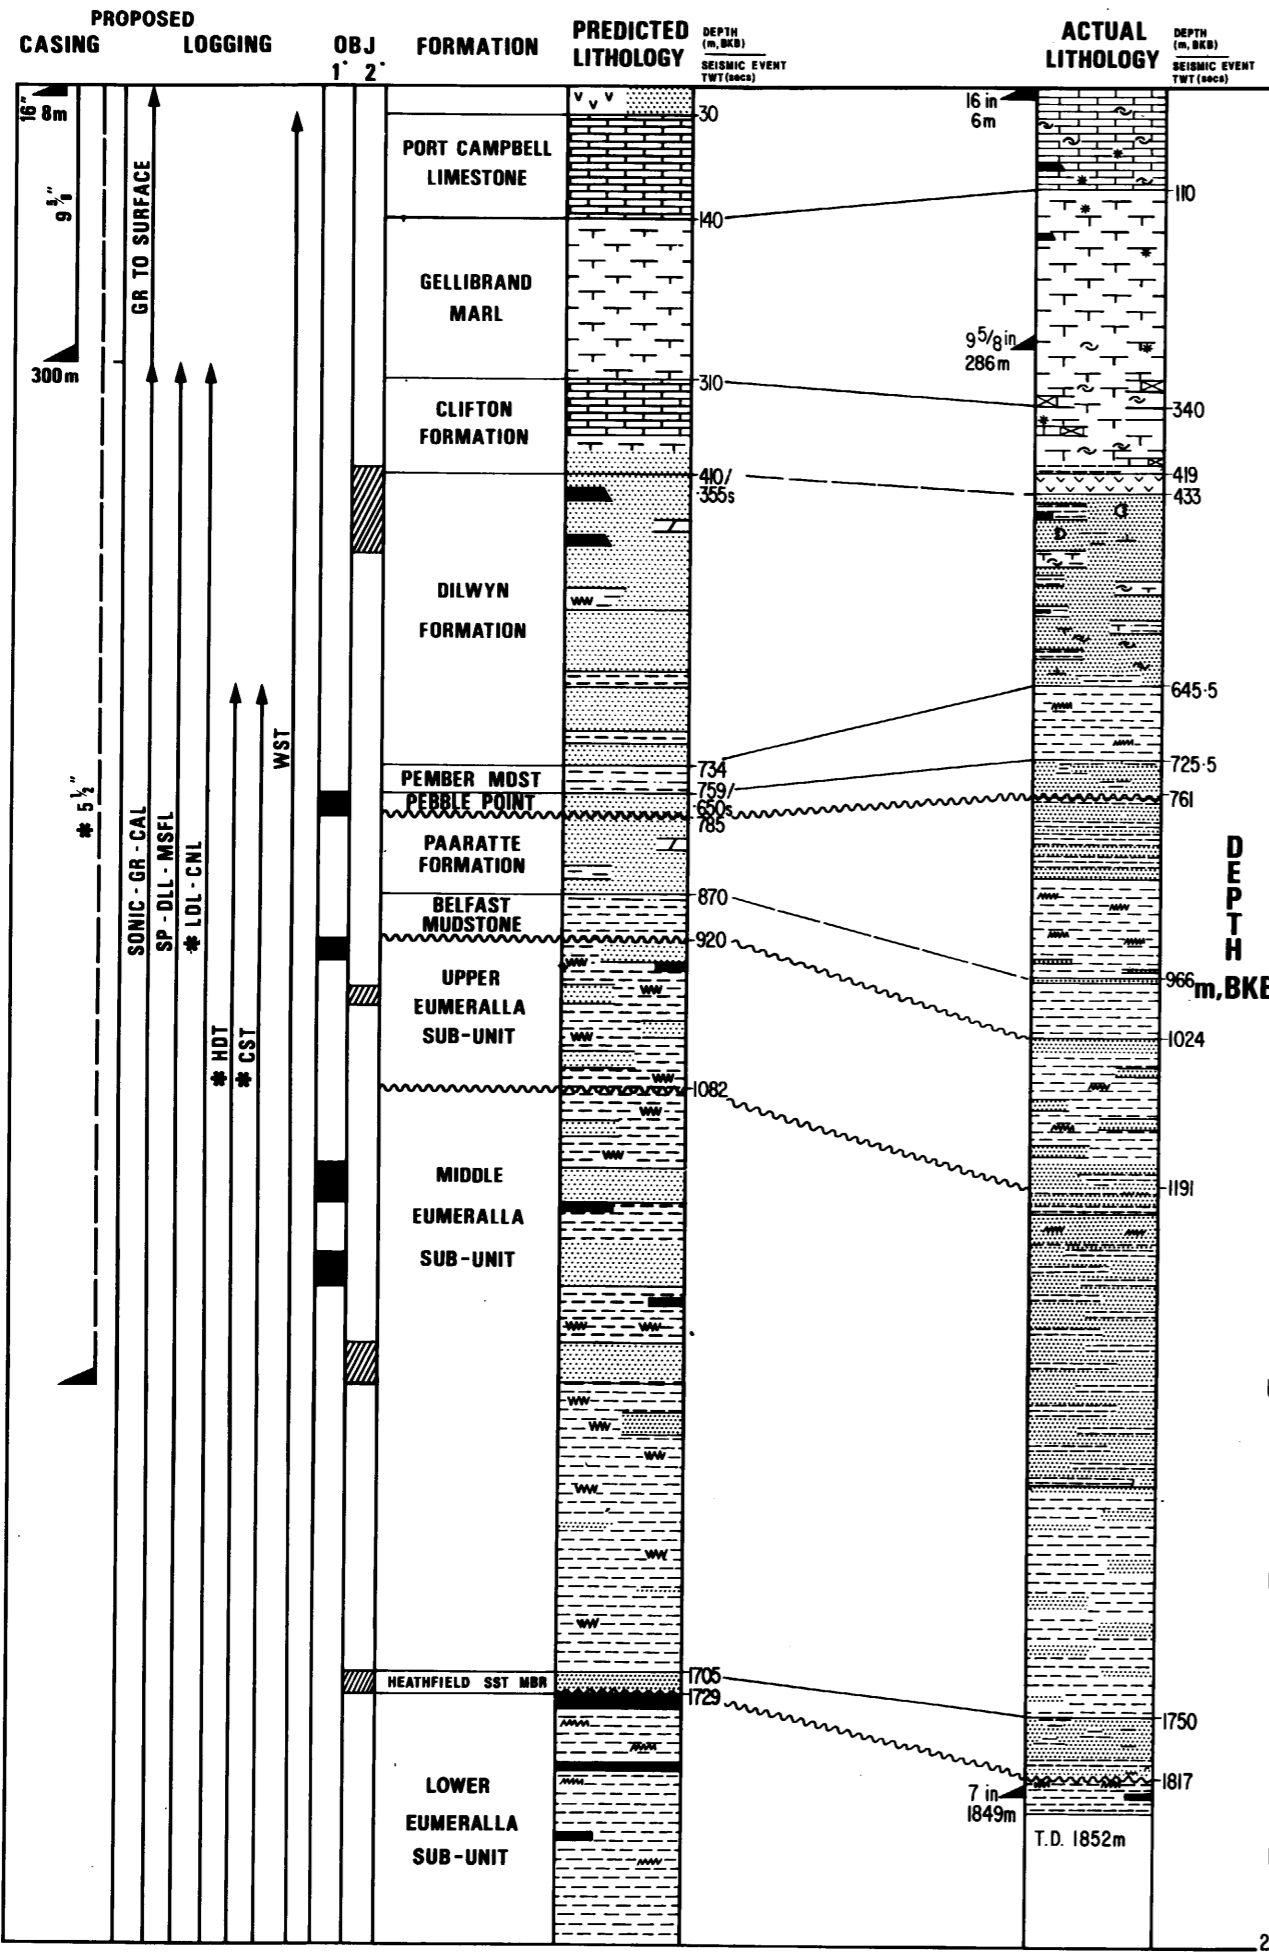 PROPOSED
CASING LOGGING OBJ FORMATION PREDICTED LITHOLOGY DEPTH (m, BKB) SEISMIC EVENT TWT (secs) ACTUAL LITHOLOGY DEPTH (m, BKB) SEISMIC EVENT TWT (secs)
1° 2°
16" 8m
16 in
6m
30
PORT CAMPBELL
LIMESTONE
110
140
9 5/8"
GR TO SURFACE
GELLIBRAND
MARL
9 5/8 in
286m
300m
310
340
CLIFTON
FORMATION
410/
355s
419
433
DILWYN
FORMATION
645·5
WST
734
725·5
PEMBER MDST
759/
650s
PEBBLE POINT
761
785
* 5 1/2"
SONIC - GR - CAL
SP - DLL - MSFL
* LDL - CNL
* HDT
* CST
PAARATTE
FORMATION
870
BELFAST
MUDSTONE
920
966
DEPTH
m, BKB
UPPER
EUMERALLA
SUB-UNIT
1024
1082
MIDDLE
EUMERALLA
SUB-UNIT
1191
HEATHFIELD SST MBR
1705
1729
1750
LOWER
EUMERALLA
SUB-UNIT
1817
7 in
1849m
T.D. 1852m
2